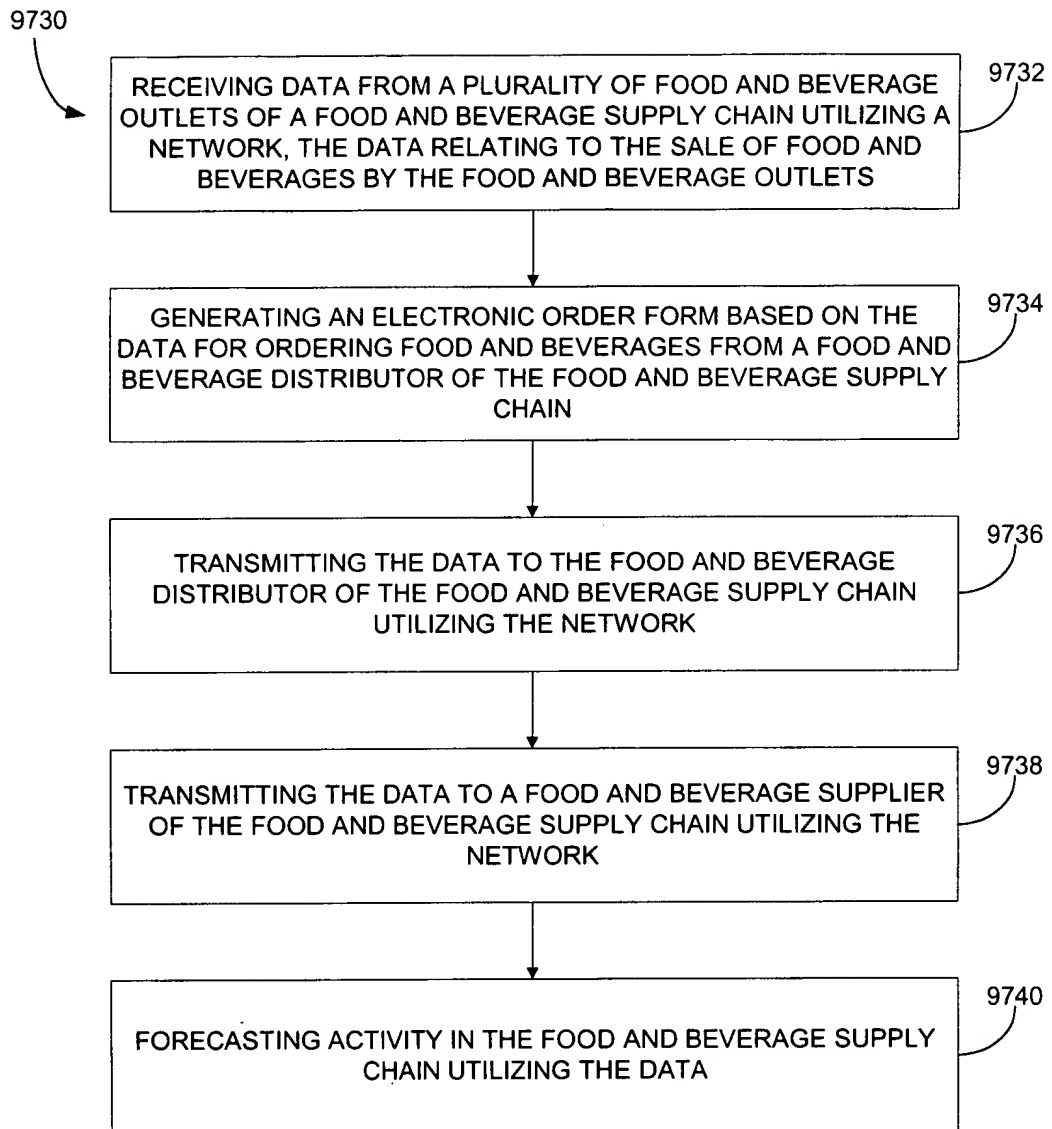 9730
RECEIVING DATA FROM A PLURALITY OF FOOD AND BEVERAGE
OUTLETS OF A FOOD AND BEVERAGE SUPPLY CHAIN UTILIZING A
NETWORK, THE DATA RELATING TO THE SALE OF FOOD AND
BEVERAGES BY THE FOOD AND BEVERAGE OUTLETS
9732
GENERATING AN ELECTRONIC ORDER FORM BASED ON THE
DATA FOR ORDERING FOOD AND BEVERAGES FROM A FOOD AND
BEVERAGE DISTRIBUTOR OF THE FOOD AND BEVERAGE SUPPLY
CHAIN
9734
TRANSMITTING THE DATA TO THE FOOD AND BEVERAGE
DISTRIBUTOR OF THE FOOD AND BEVERAGE SUPPLY CHAIN
UTILIZING THE NETWORK
9736
TRANSMITTING THE DATA TO A FOOD AND BEVERAGE SUPPLIER
OF THE FOOD AND BEVERAGE SUPPLY CHAIN UTILIZING THE
NETWORK
9738
FORECASTING ACTIVITY IN THE FOOD AND BEVERAGE SUPPLY
CHAIN UTILIZING THE DATA
9740